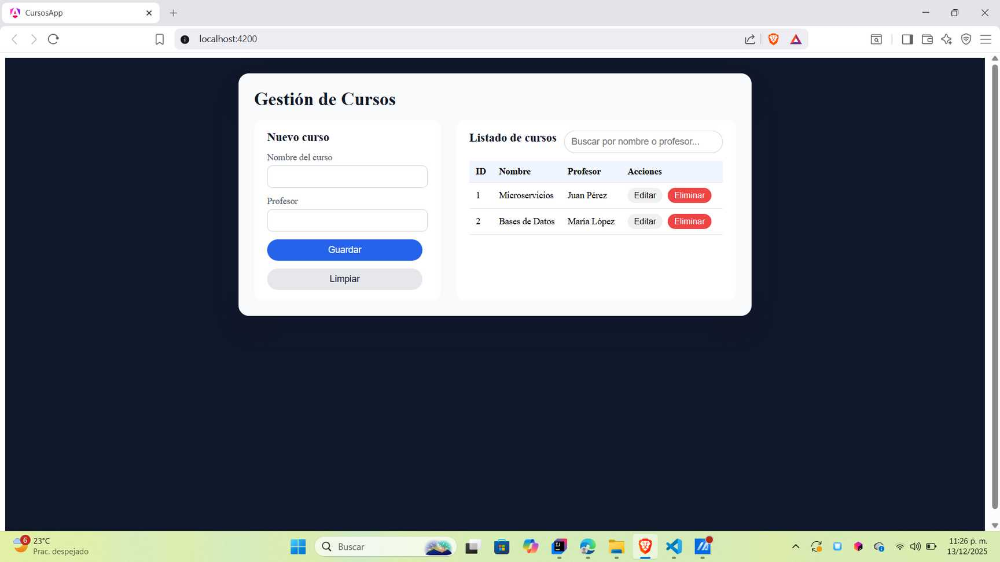 CursosApp
localhost:4200
Gestión de Cursos
Nuevo curso
Nombre del curso
Profesor
Guardar
Limpiar
Listado de cursos
Buscar por nombre o profesor...
ID Nombre Profesor Acciones
1 Microservicios Juan Pérez Editar Eliminar
2 Bases de Datos María López Editar Eliminar
6
23°C
Prac. despejado
Buscar
11:26 p. m.
13/12/2025